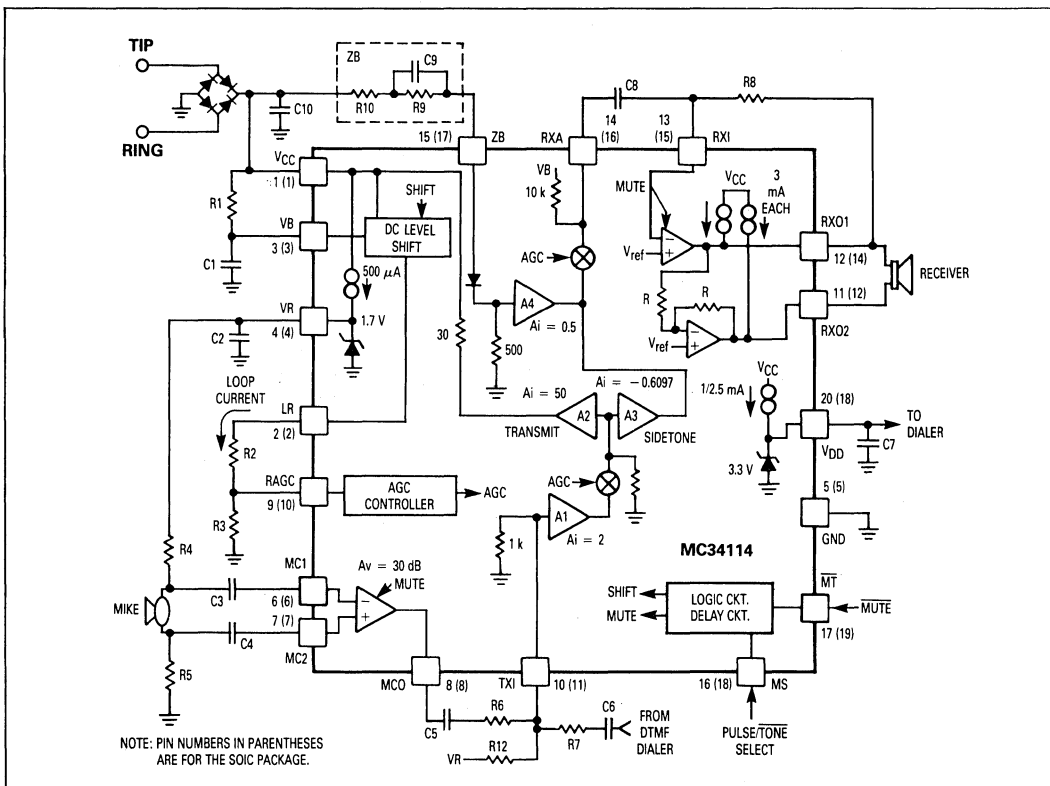 TIP
ZB
C9
R10
R9
C10
RING
C8
R8
14
(16)
13
(15)
15 (17)
ZB
RXA
RXI
VCC
1 (1)
R1
SHIFT
VB
3 (3)
DC LEVEL
SHIFT
C1
500 µA
VR
4 (4)
1.7 V
C2
30
VB
10 k
AGC
A4
Ai = 0.5
500
MUTE
VCC
3
mA
EACH
Vref
R
R
Vref
RXO1
12 (14)
RECEIVER
11 (12)
RXO2
LOOP
CURRENT
LR
2 (2)
R2
RAGC
9 (10)
R3
AGC
CONTROLLER
AGC
Ai = 50
Ai = −0.6097
A2
A3
TRANSMIT
SIDETONE
AGC
A1
Ai = 2
1 k
VCC
1/2.5 mA
3.3 V
20 (18)
TO
DIALER
VDD
C7
5 (5)
GND
MC34114
R4
MC1
6 (6)
C3
MIKE
7 (7)
C4
MC2
R5
Av = 30 dB
MUTE
SHIFT
MUTE
LOGIC CKT.
DELAY CKT.
M̅T̅
M̅U̅T̅E̅
17 (19)
MCO
8 (8)
TXI
10 (11)
16 (18)
MS
C5
R6
R7
C6
FROM
DTMF
DIALER
VR
R12
PULSE/T̅O̅N̅E̅
SELECT
NOTE: PIN NUMBERS IN PARENTHESES
ARE FOR THE SOIC PACKAGE.